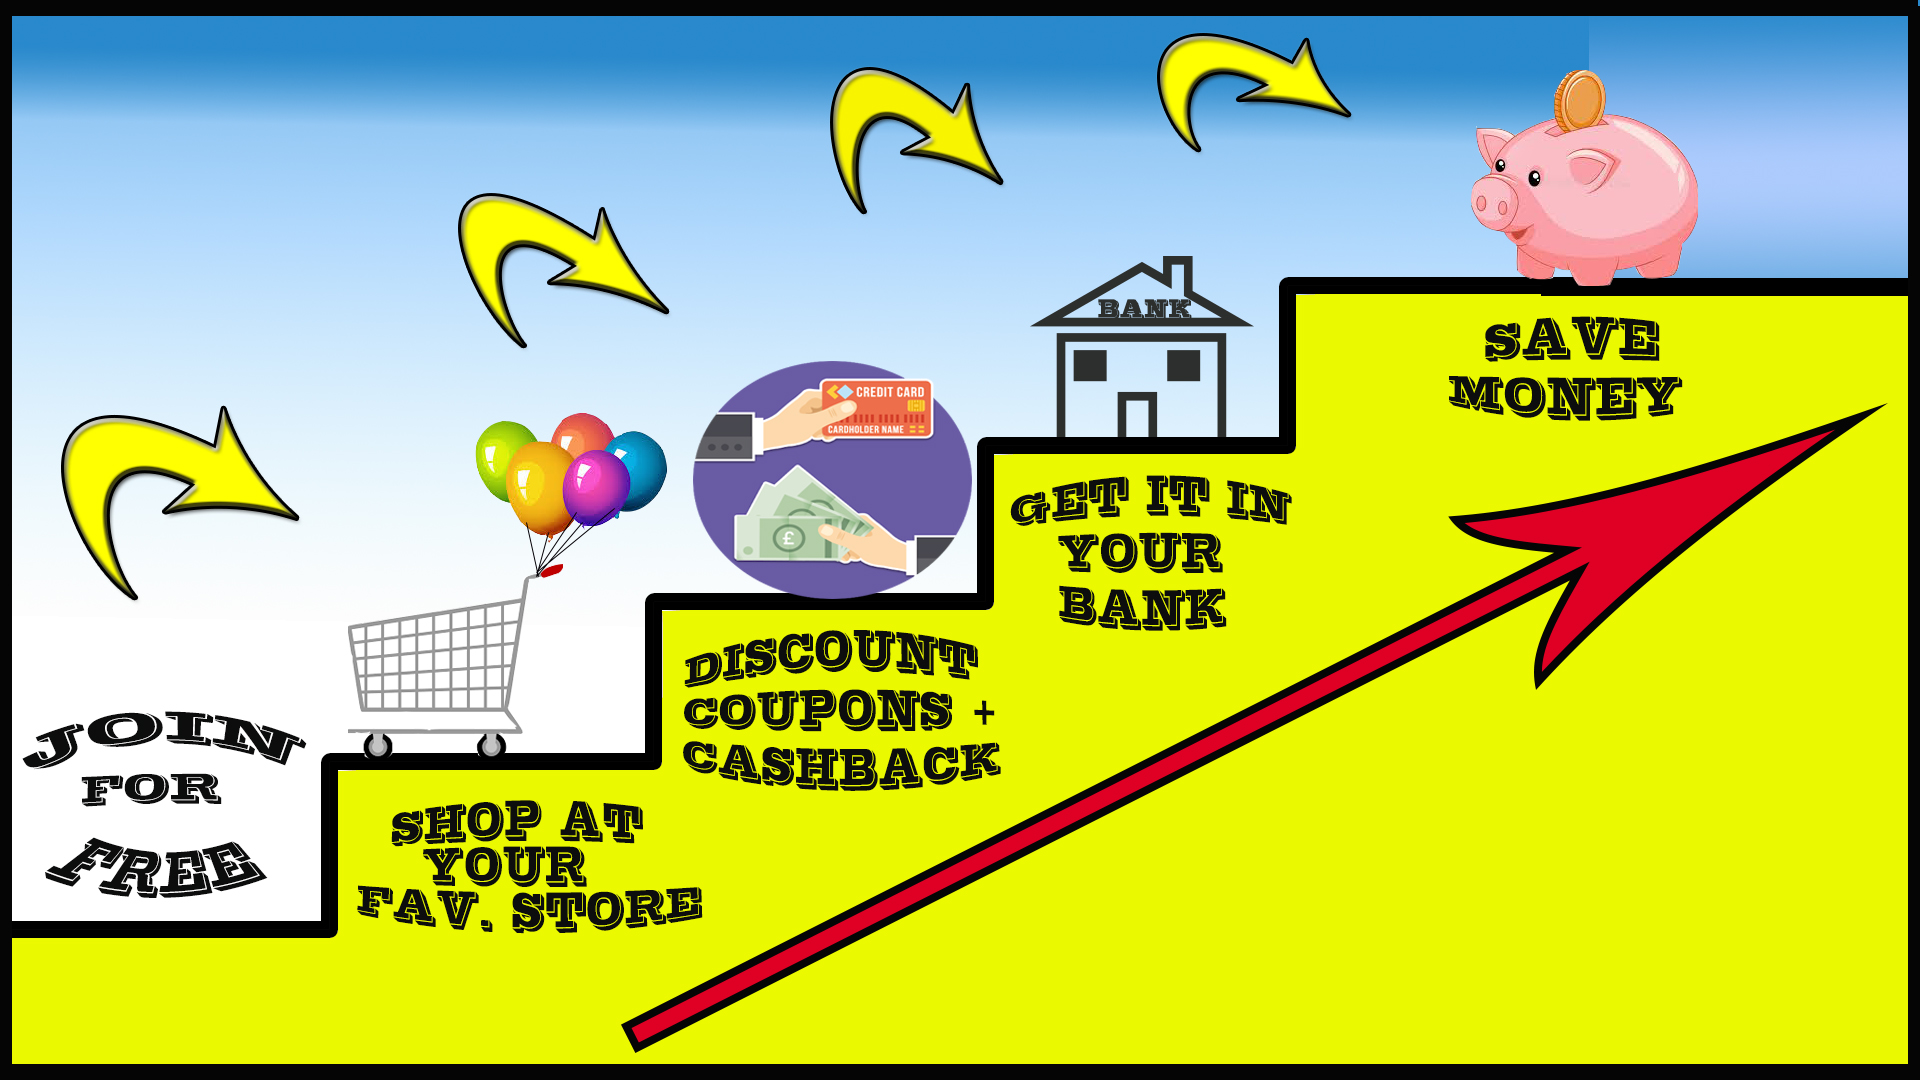 JOIN
FOR
FREE
SHOP AT
YOUR
FAV. STORE
CREDIT CARD
CARDHOLDER NAME
£
DISCOUNT
COUPONS +
CASHBACK
BANK
GET IT IN
YOUR
BANK
SAVE
MONEY